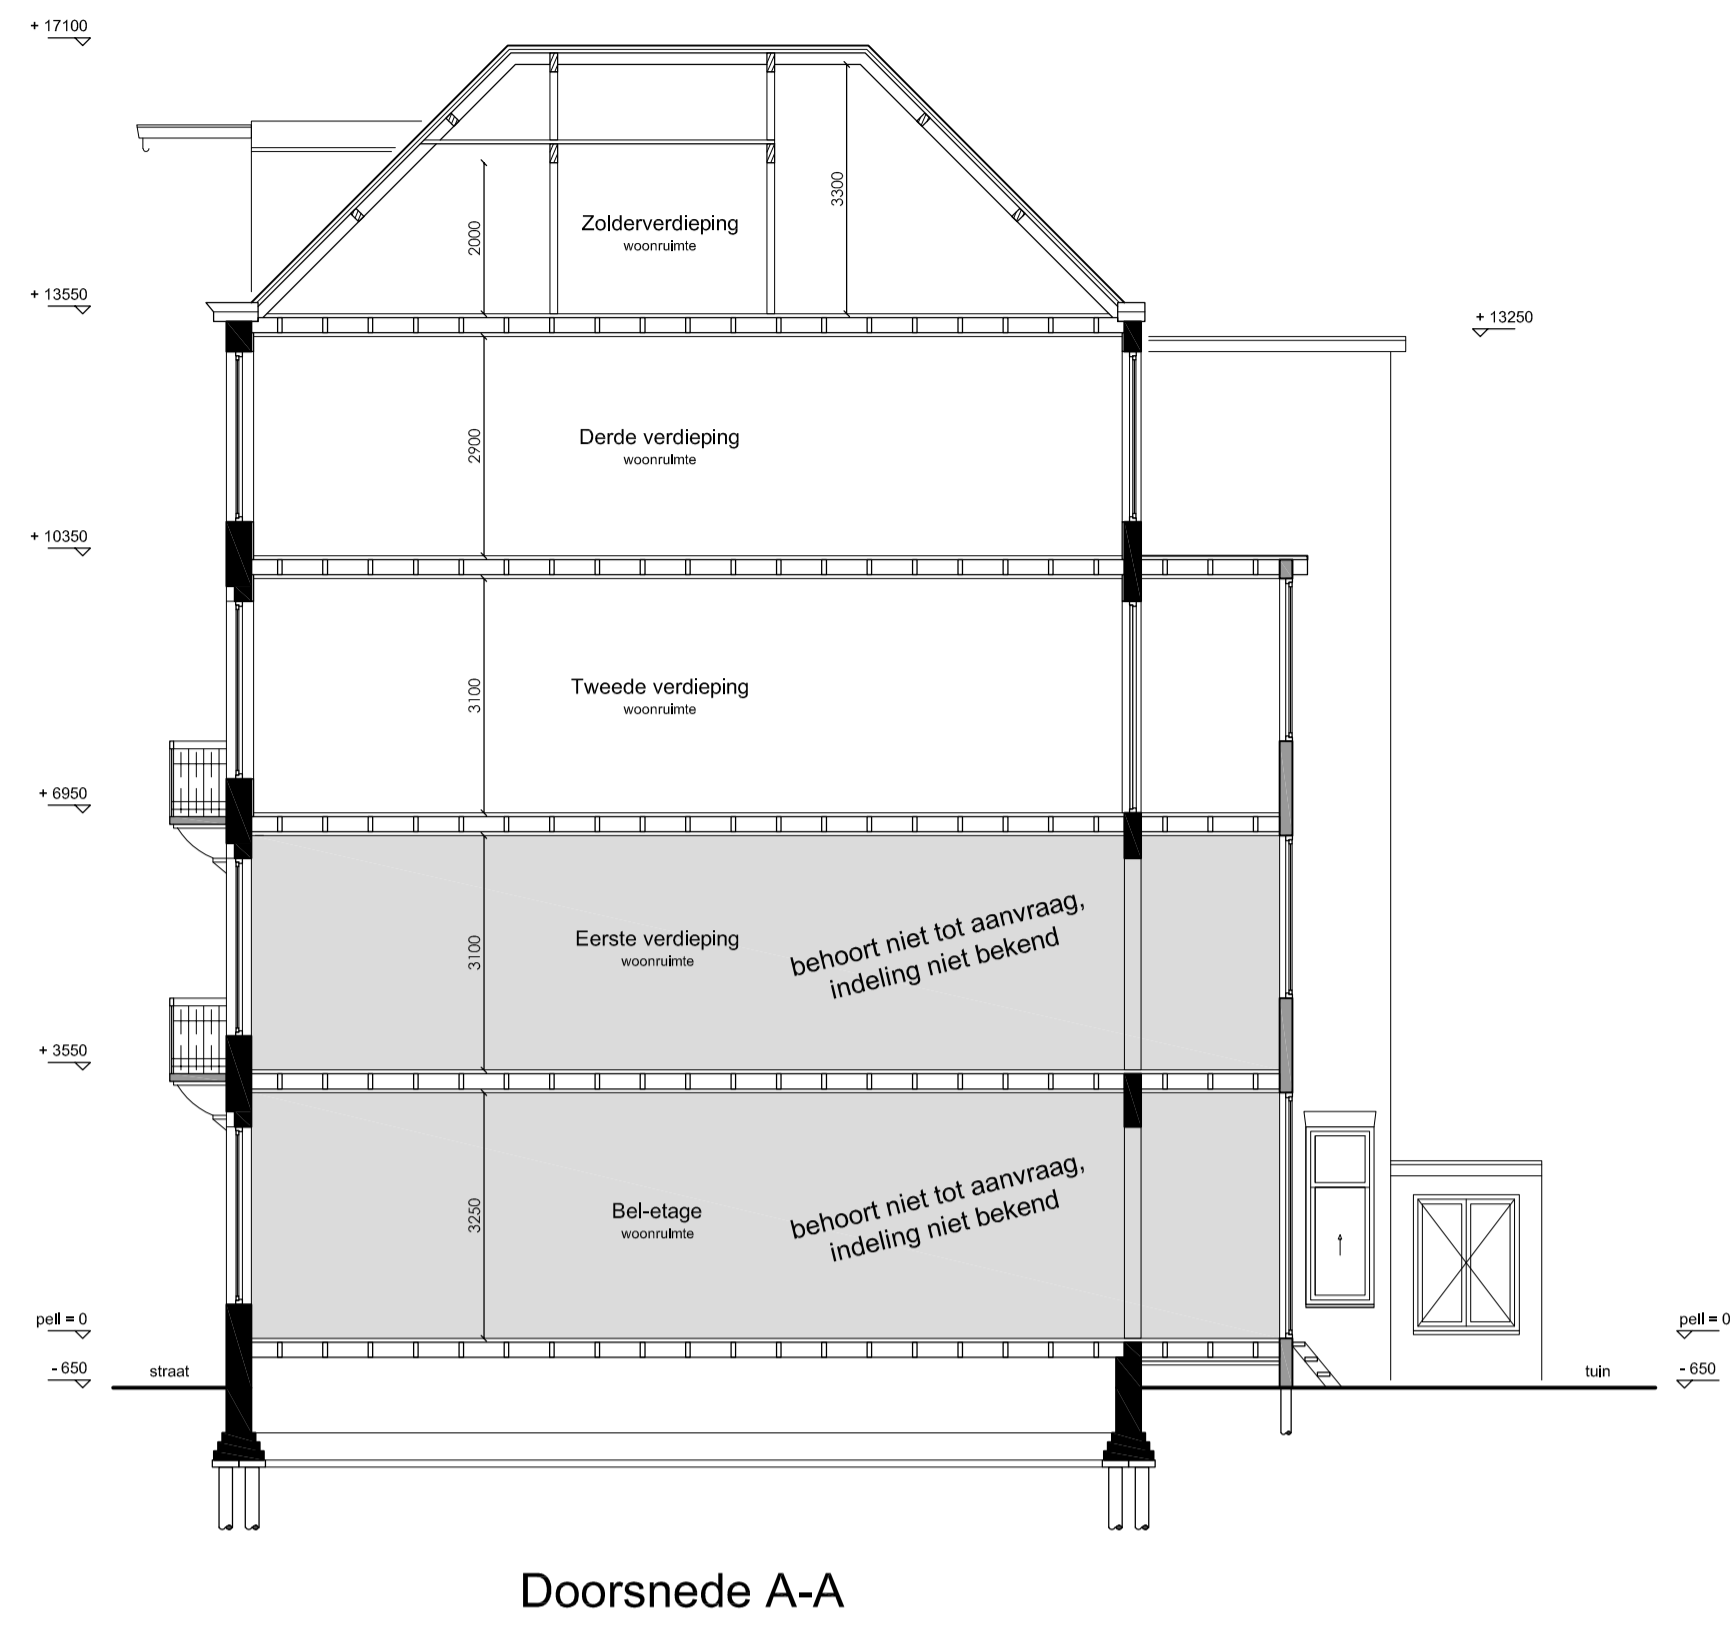 + 17100
3300
Zolderverdieping
woonruimte
2000
+ 13550
+ 13250
Derde verdieping
woonruimte
2900
+ 10350
Tweede verdieping
woonruimte
3100
+ 6950
Eerste verdieping
woonruimte
3100
behoort niet tot aanvraag,
indeling niet bekend
+ 3550
Bel-etage
woonruimte
3250
behoort niet tot aanvraag,
indeling niet bekend
peil = 0
peil = 0
- 650
straat
tuin
- 650
Doorsnede A-A